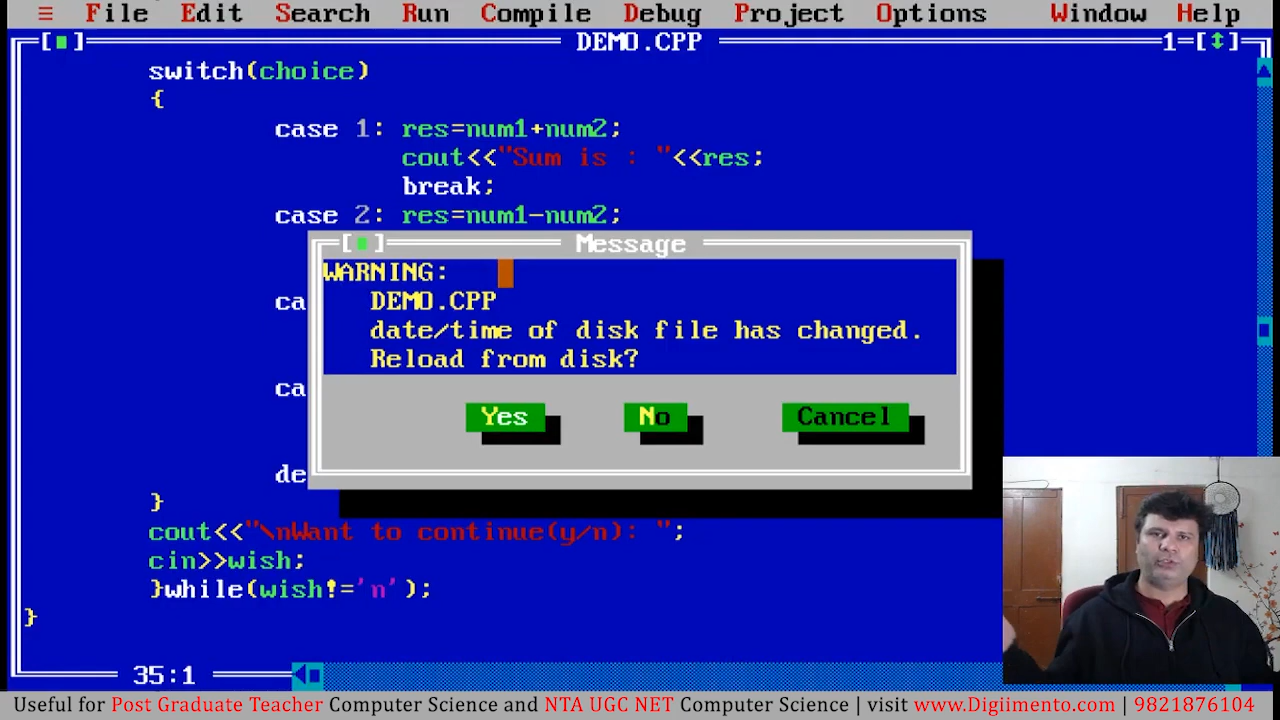 ≡ File Edit Search Run Compile Debug Project Options Window Help
[■] DEMO.CPP 1=[↕]
switch(choice)
{
case 1: res=num1+num2;
cout<<"Sum is : "<<res;
break;
case 2: res=num1-num2;
[■] Message
WARNING:
DEMO.CPP
ca
date/time of disk file has changed.
Reload from disk?
ca
Yes No Cancel
de
}
cout<<"\nWant to continue(y/n): ";
cin>>wish;
}while(wish!='n');
}
35:1
Useful for Post Graduate Teacher Computer Science and NTA UGC NET Computer Science | visit www.Digiimento.com | 9821876104